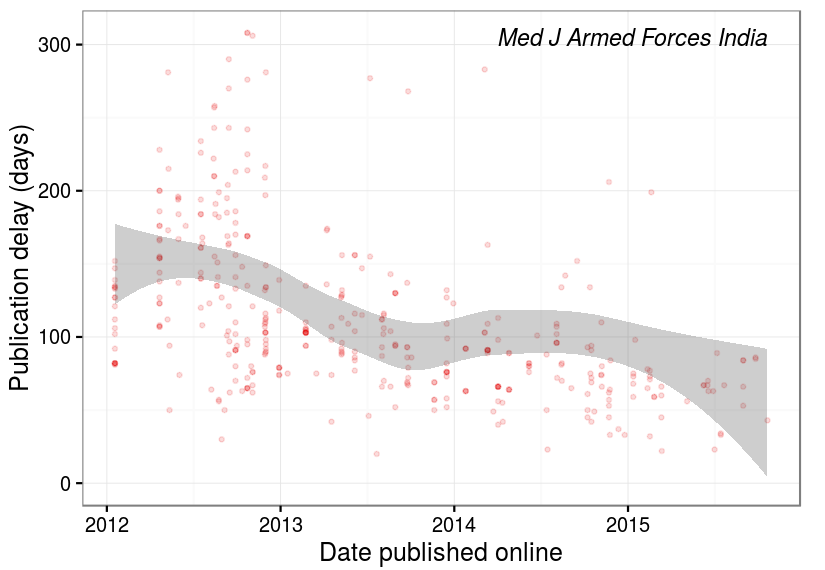 Med J Armed Forces India
Publication delay (days)
300
200
100
0
2012 2013 2014 2015
Date published online